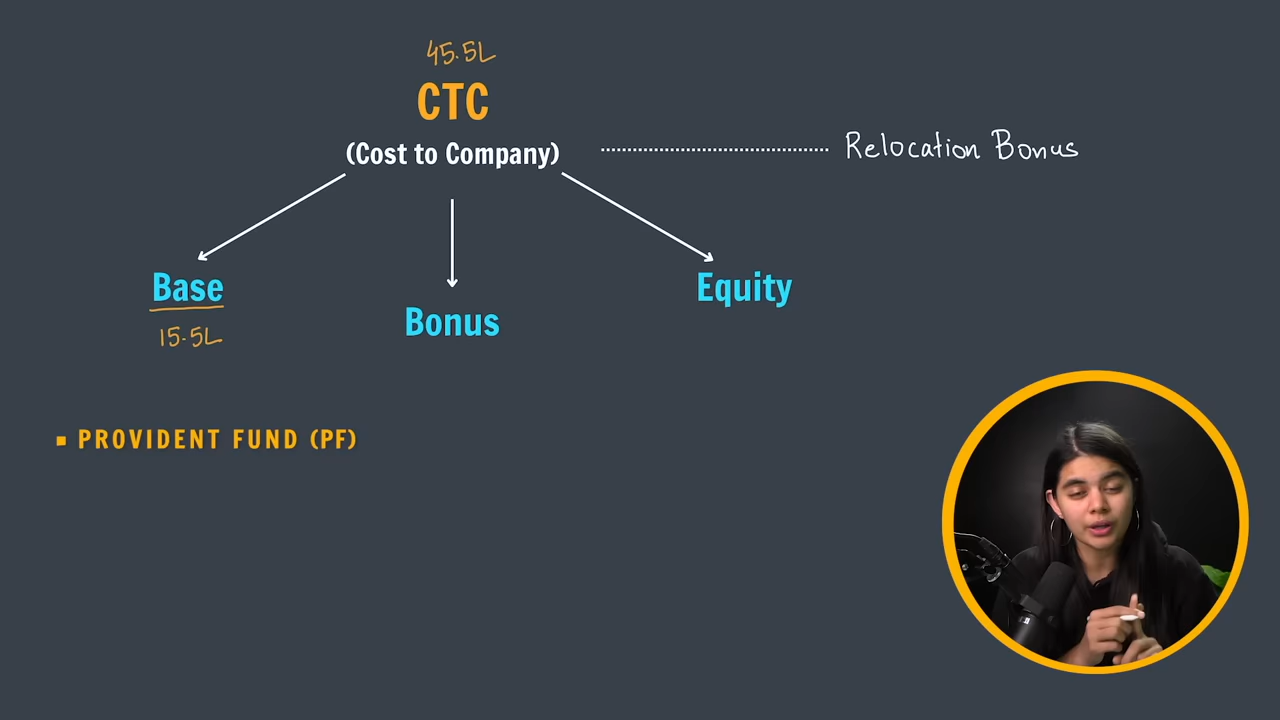 45.5L
CTC
(Cost to Company)
Relocation Bonus
Base
15.5L
Bonus
Equity
PROVIDENT FUND (PF)